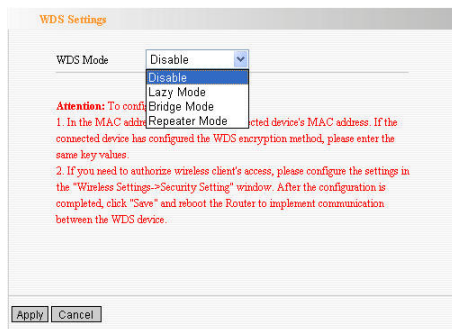 WDS Settings
WDS Mode Disable
Disable
Lazy Mode
Bridge Mode
Repeater Mode
Attention: To confi
1. In the MAC addre cted device's MAC address. If the
connected device has configured the WDS encryption method, please enter the
same key values.
2. If you need to authorize wireless client's access, please configure the settings in
the "Wireless Settings->Security Setting" window. After the configuration is
completed, click "Save" and reboot the Router to implement communication
between the WDS device.
Apply Cancel